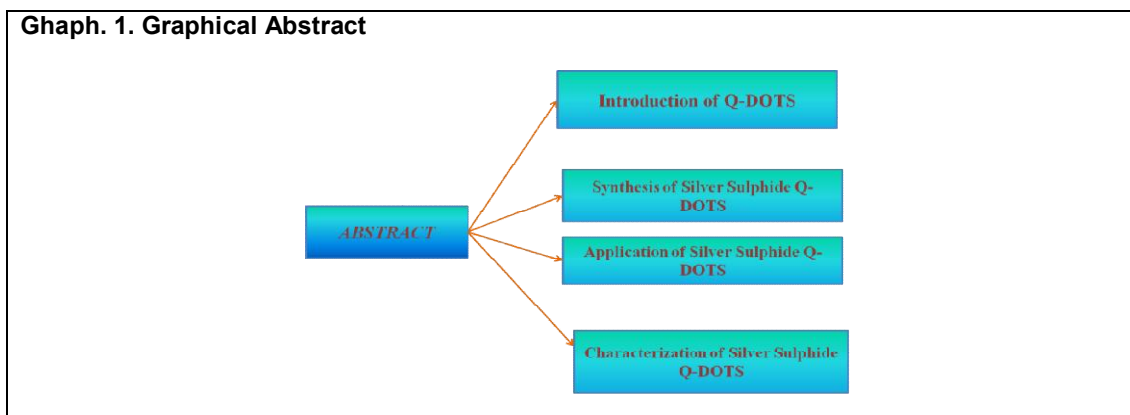 Ghaph. 1. Graphical Abstract
Introduction of Q-DOTS
Synthesis of Silver Sulphide Q-
DOTS
ABSTRACT
Application of Silver Sulphide Q-
DOTS
Characterization of Silver Sulphide
Q-DOTS